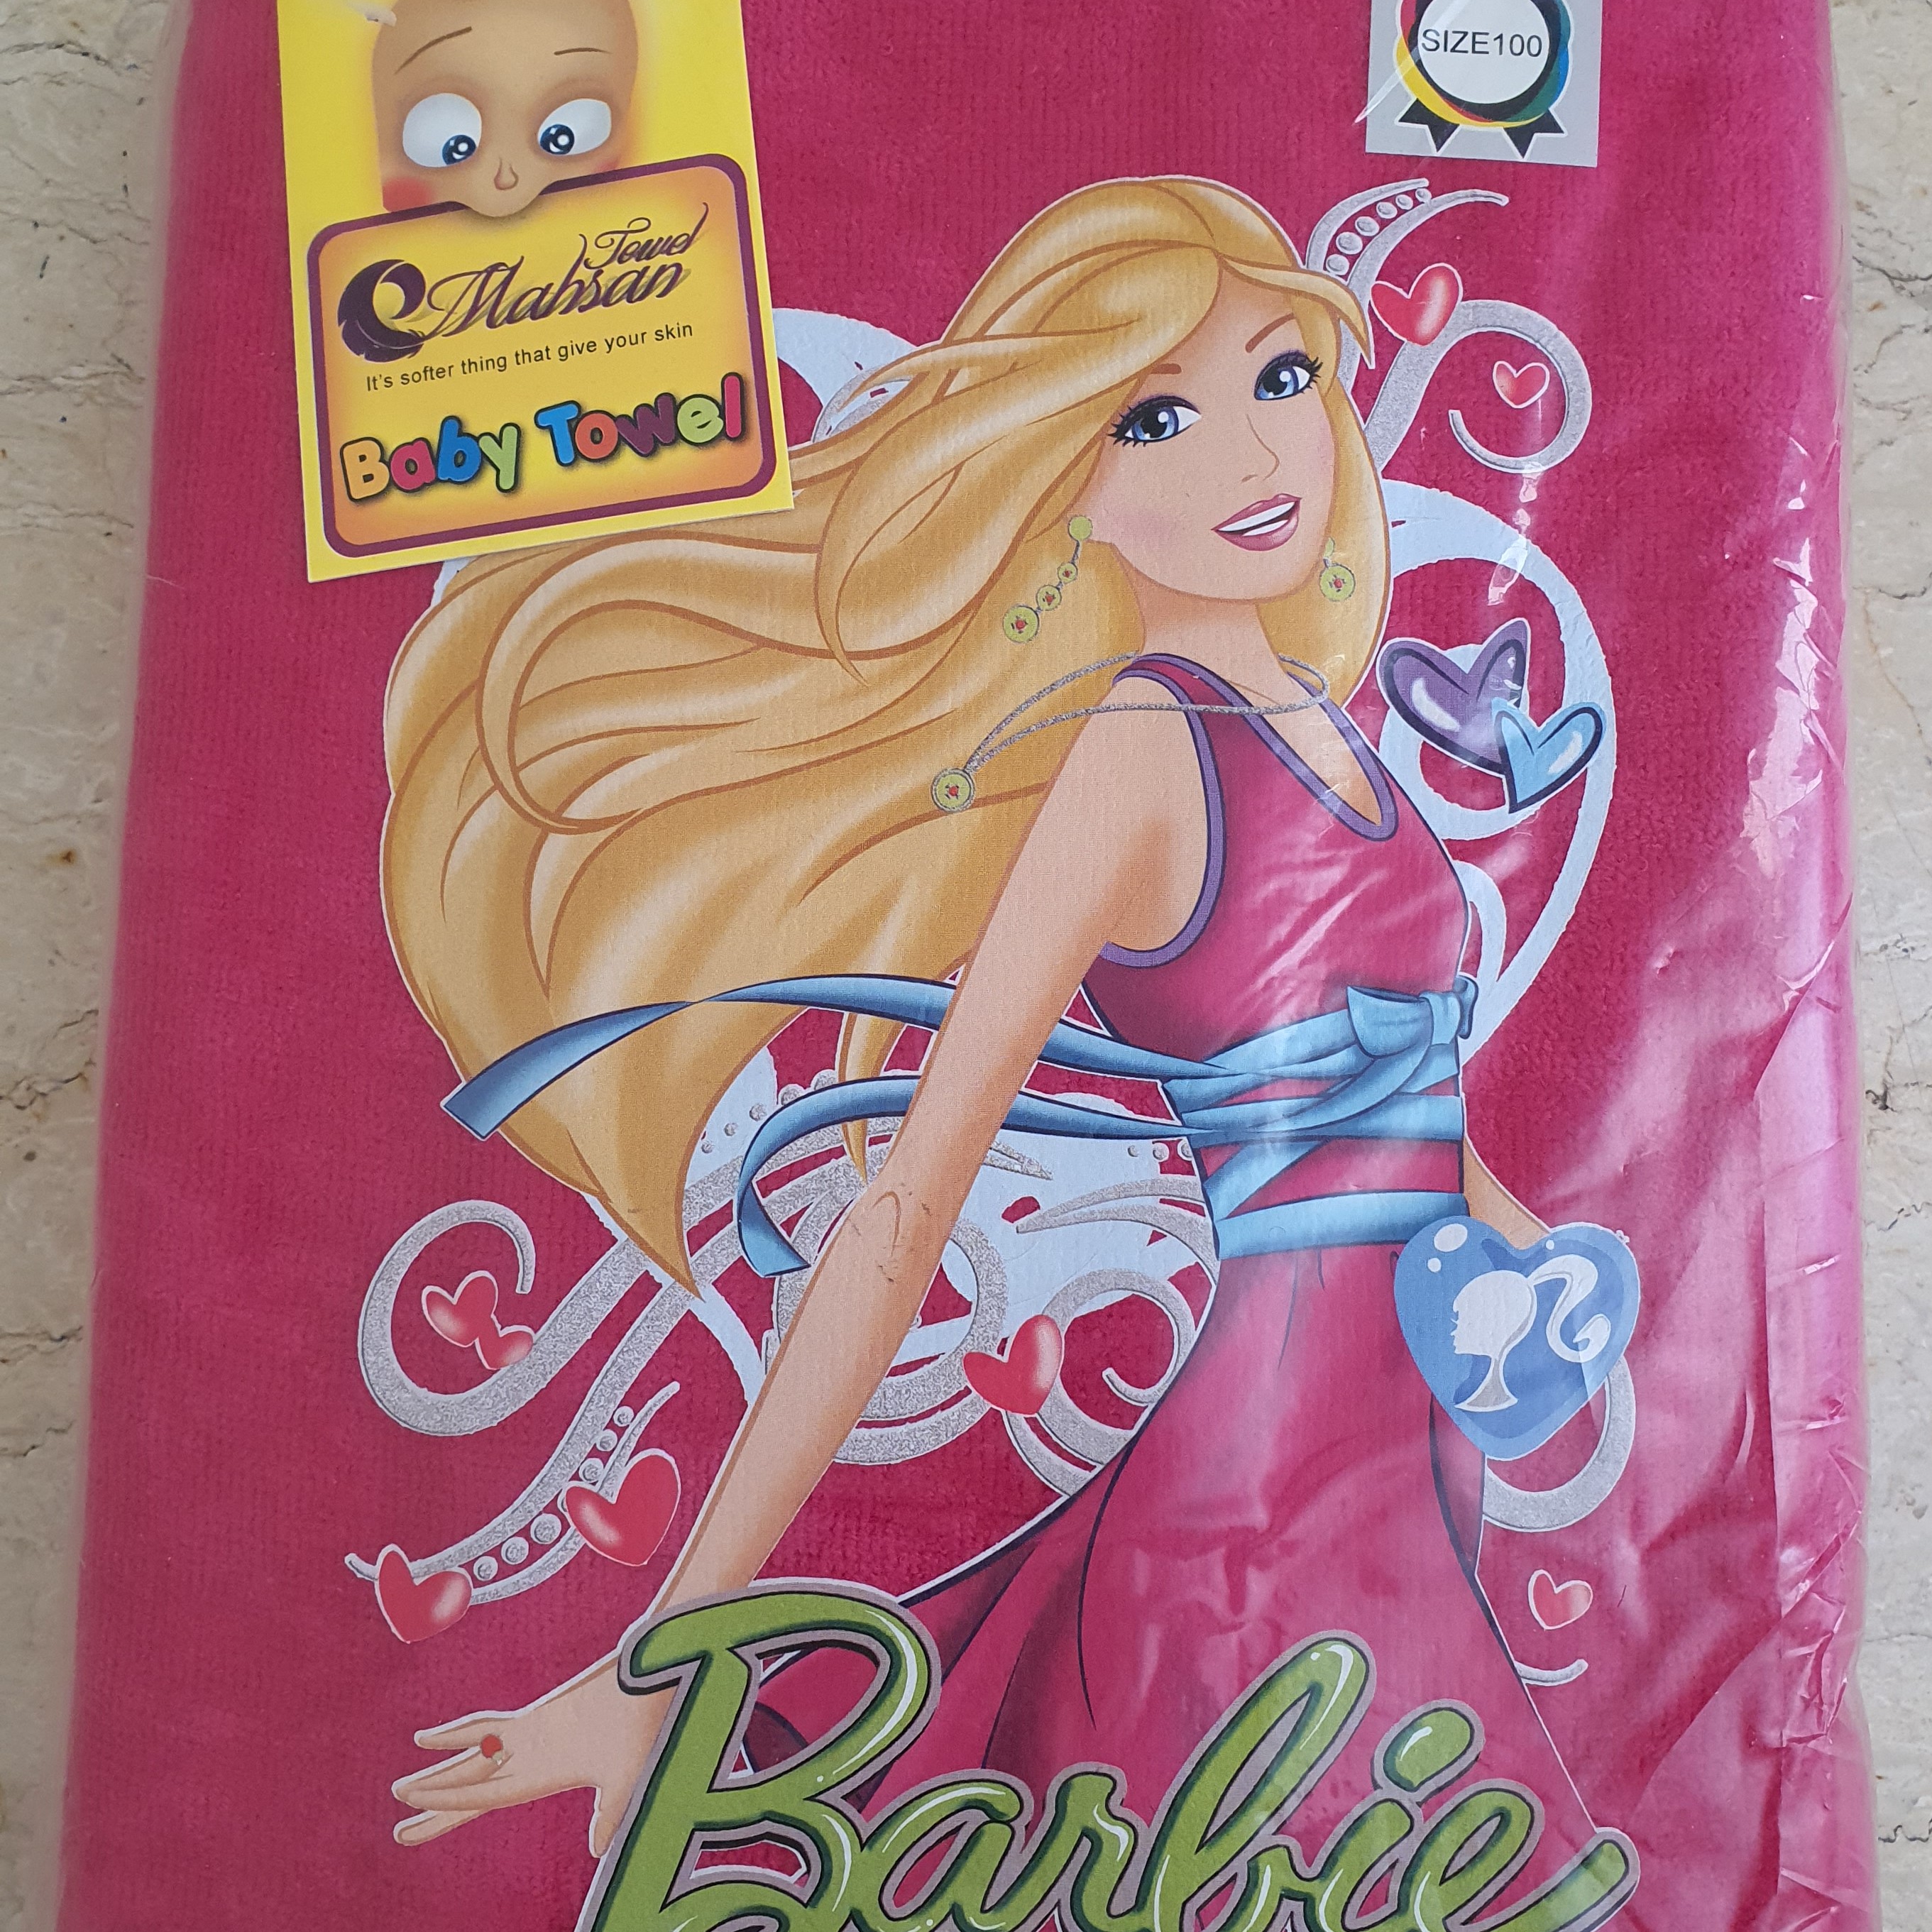 SIZE100
Towel
Mahsan
It's softer thing that give your skin
Baby Towel
Barbie